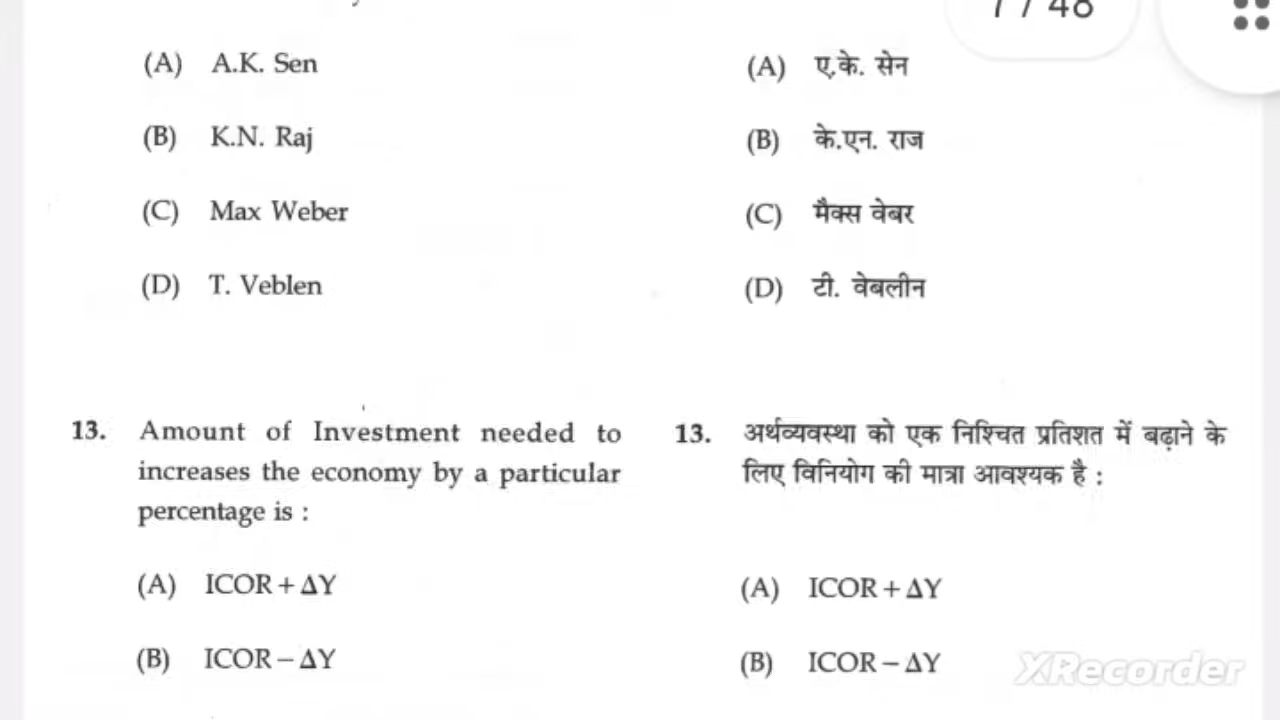 7 / 48
(A) A.K. Sen
(B) K.N. Raj
(C) Max Weber
(D) T. Veblen
13. Amount of Investment needed to
increases the economy by a particular
percentage is :
(A) ICOR + ΔY
(B) ICOR – ΔY
(A) ए.के. सेन
(B) के.एन. राज
(C) मैक्स वेबर
(D) टी. वेबलीन
13. अर्थव्यवस्था को एक निश्चित प्रतिशत में बढ़ाने के
लिए विनियोग की मात्रा आवश्यक है :
(A) ICOR + ΔY
(B) ICOR – ΔY
XRecorder